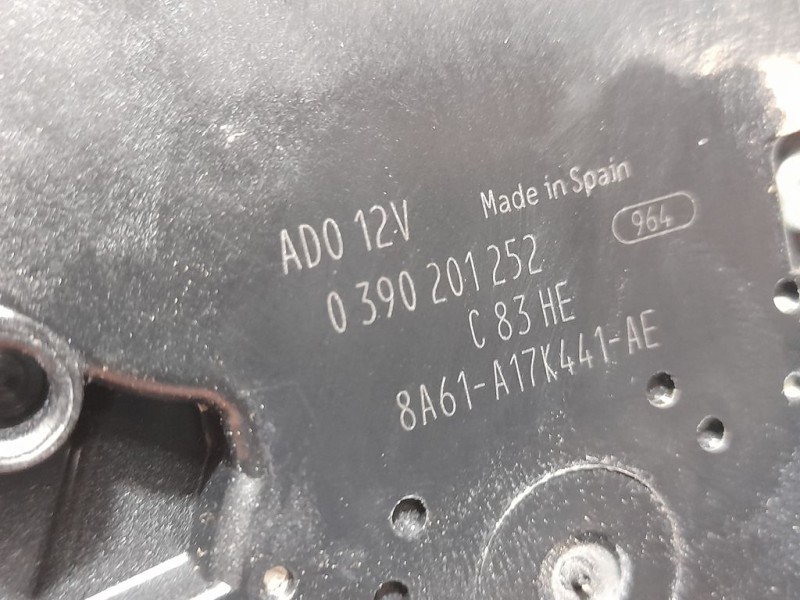 Made in Spain
ADO 12V
964
0 390 201 252
C 83 HE
8A61-A17K441-AE